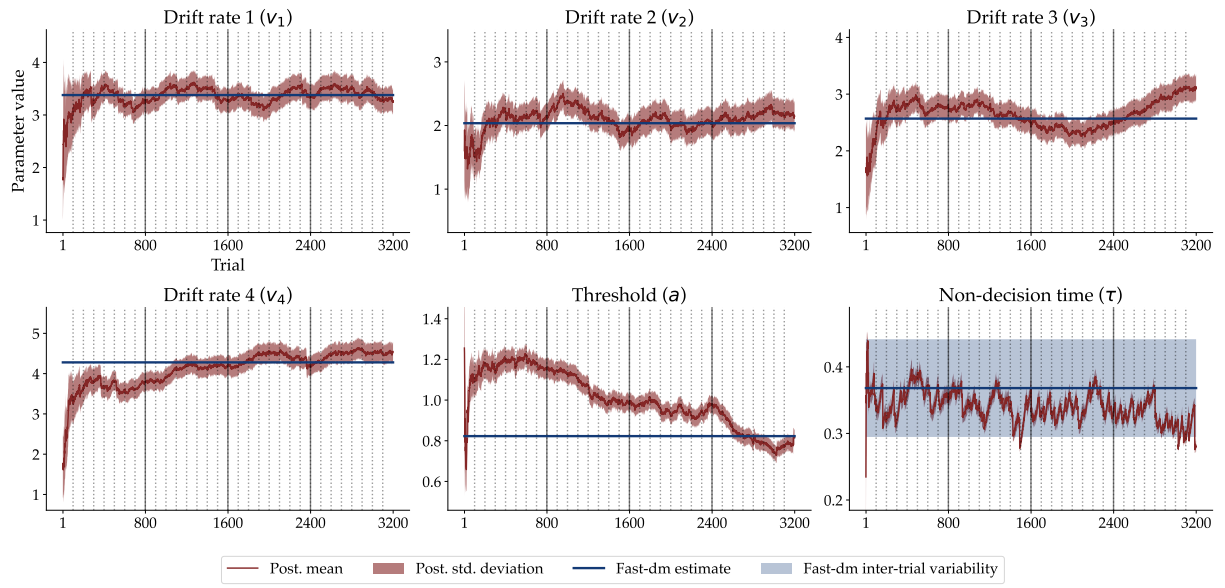 Drift rate 1 (v₁)
Drift rate 2 (v₂)
Drift rate 3 (v₃)
Parameter value
4
3
2
1
1 800 1600 2400 3200
Trial
3
2
1
1 800 1600 2400 3200
4
3
2
1
1 800 1600 2400 3200
Drift rate 4 (v₄)
Threshold (a)
Non-decision time (τ)
5
4
3
2
1
1 800 1600 2400 3200
1.4
1.2
1.0
0.8
0.6
1 800 1600 2400 3200
0.4
0.3
0.2
1 800 1600 2400 3200
Post. mean Post. std. deviation Fast-dm estimate Fast-dm inter-trial variability